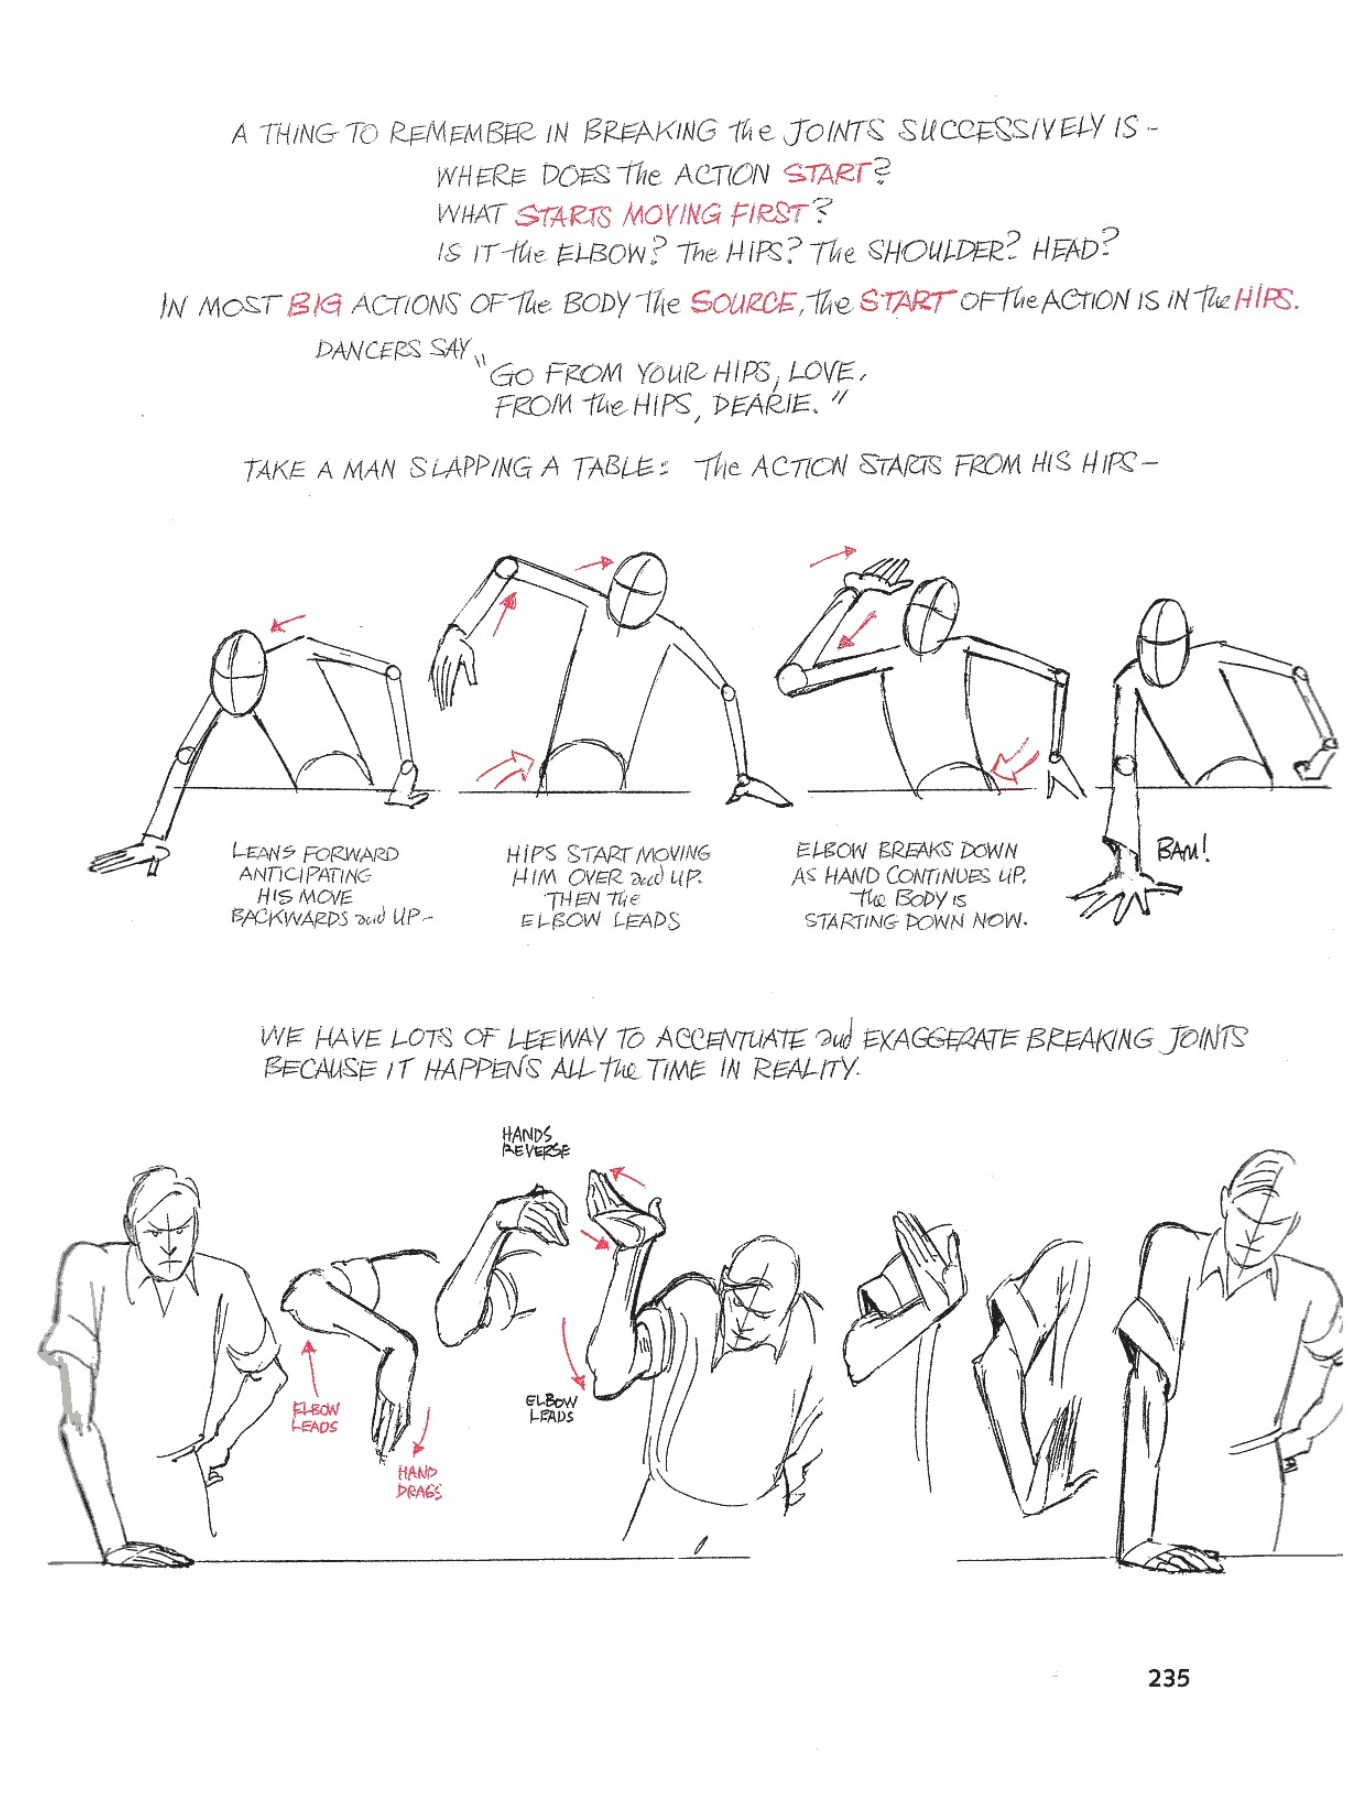 A THING TO REMEMBER IN BREAKING the JOINTS SUCCESSIVELY IS -
WHERE DOES the ACTION START?
WHAT STARTS MOVING FIRST?
IS IT the ELBOW? The HIPS? The SHOULDER? HEAD?
IN MOST BIG ACTIONS OF the BODY the SOURCE, the START OF the ACTION IS IN the HIPS.
DANCERS SAY
"GO FROM YOUR HIPS, LOVE,
FROM the HIPS, DEARIE."
TAKE A MAN SLAPPING A TABLE: The ACTION STARTS FROM HIS HIPS -
LEANS FORWARD
ANTICIPATING
HIS MOVE
BACKWARDS and UP -
HIPS START MOVING
HIM OVER and UP.
THEN the
ELBOW LEADS
ELBOW BREAKS DOWN
AS HAND CONTINUES UP.
The BODY IS
STARTING DOWN NOW.
BAM!
WE HAVE LOTS OF LEEWAY TO ACCENTUATE and EXAGGERATE BREAKING JOINTS
BECAUSE IT HAPPENS ALL the TIME IN REALITY.
HANDS
REVERSE
ELBOW
LEADS
HAND
DRAGS
ELBOW
LEADS
235